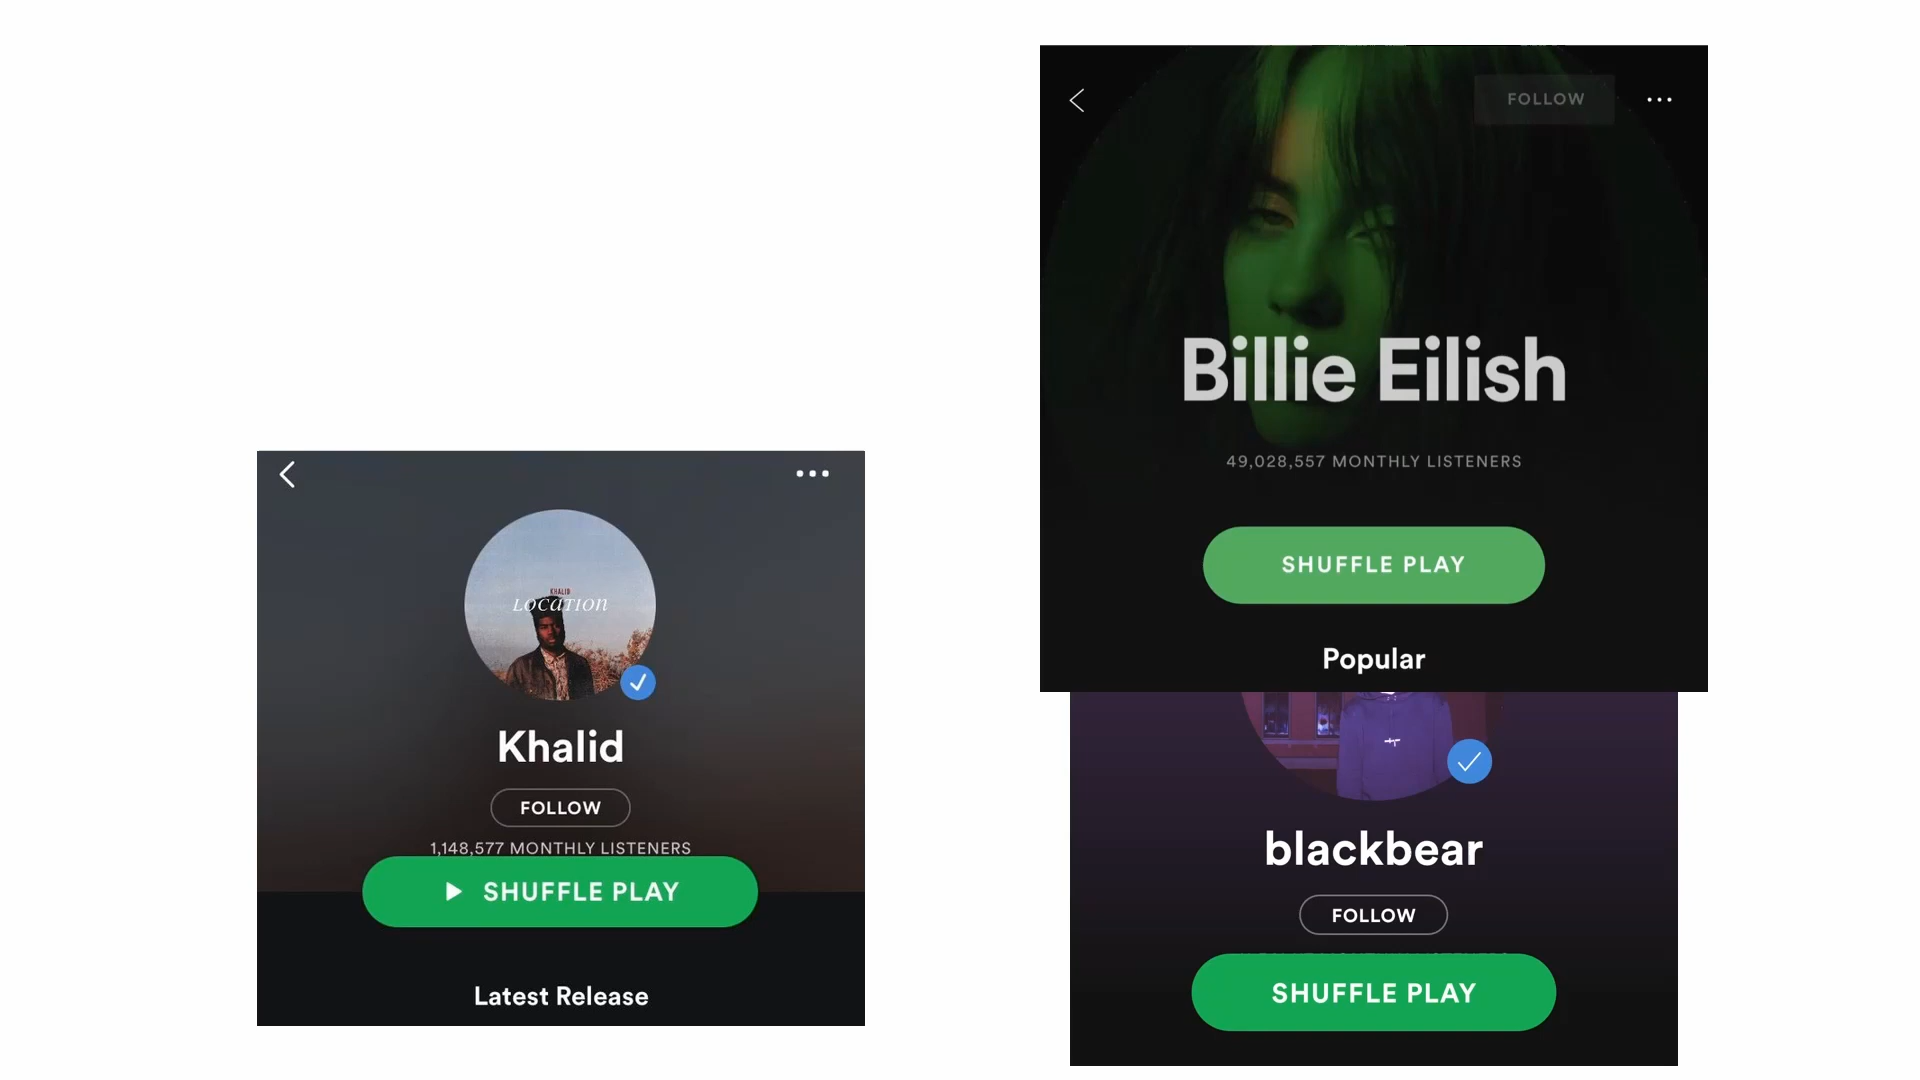 KHALID
LOCATION
Khalid
FOLLOW
1,148,577 MONTHLY LISTENERS
SHUFFLE PLAY
Latest Release
FOLLOW
Billie Eilish
49,028,557 MONTHLY LISTENERS
SHUFFLE PLAY
Popular
blackbear
FOLLOW
SHUFFLE PLAY